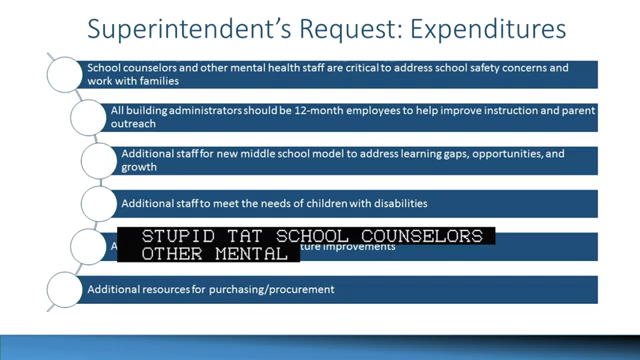 Superintendent's Request: Expenditures
School counselors and other mental health staff are critical to address school safety concerns and
work with families
All building administrators should be 12-month employees to help improve instruction and parent
outreach
Additional staff for new middle school model to address learning gaps, opportunities, and
growth
Additional staff to meet the needs of children with disabilities
STUPID TAT SCHOOL COUNSELORS
OTHER MENTAL
improvements
Additional resources for purchasing/procurement